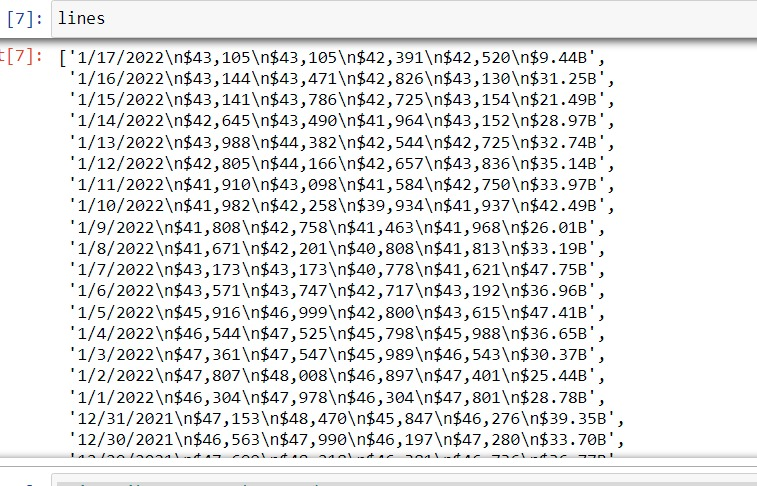 [7]: lines
t[7]: ['1/17/2022\n$43,105\n$43,105\n$42,391\n$42,520\n$9.44B',
'1/16/2022\n$43,144\n$43,471\n$42,826\n$43,130\n$31.25B',
'1/15/2022\n$43,141\n$43,786\n$42,725\n$43,154\n$21.49B',
'1/14/2022\n$42,645\n$43,490\n$41,964\n$43,152\n$28.97B',
'1/13/2022\n$43,988\n$44,382\n$42,544\n$42,725\n$32.74B',
'1/12/2022\n$42,805\n$44,166\n$42,657\n$43,836\n$35.14B',
'1/11/2022\n$41,910\n$43,098\n$41,584\n$42,750\n$33.97B',
'1/10/2022\n$41,982\n$42,258\n$39,934\n$41,937\n$42.49B',
'1/9/2022\n$41,808\n$42,758\n$41,463\n$41,968\n$26.01B',
'1/8/2022\n$41,671\n$42,201\n$40,808\n$41,813\n$33.19B',
'1/7/2022\n$43,173\n$43,173\n$40,778\n$41,621\n$47.75B',
'1/6/2022\n$43,571\n$43,747\n$42,717\n$43,192\n$36.96B',
'1/5/2022\n$45,916\n$46,999\n$42,800\n$43,615\n$47.41B',
'1/4/2022\n$46,544\n$47,525\n$45,798\n$45,988\n$36.65B',
'1/3/2022\n$47,361\n$47,547\n$45,989\n$46,543\n$30.37B',
'1/2/2022\n$47,807\n$48,008\n$46,897\n$47,401\n$25.44B',
'1/1/2022\n$46,304\n$47,978\n$46,304\n$47,801\n$28.78B',
'12/31/2021\n$47,153\n$48,470\n$45,847\n$46,276\n$39.35B',
'12/30/2021\n$46,563\n$47,990\n$46,197\n$47,280\n$33.70B',